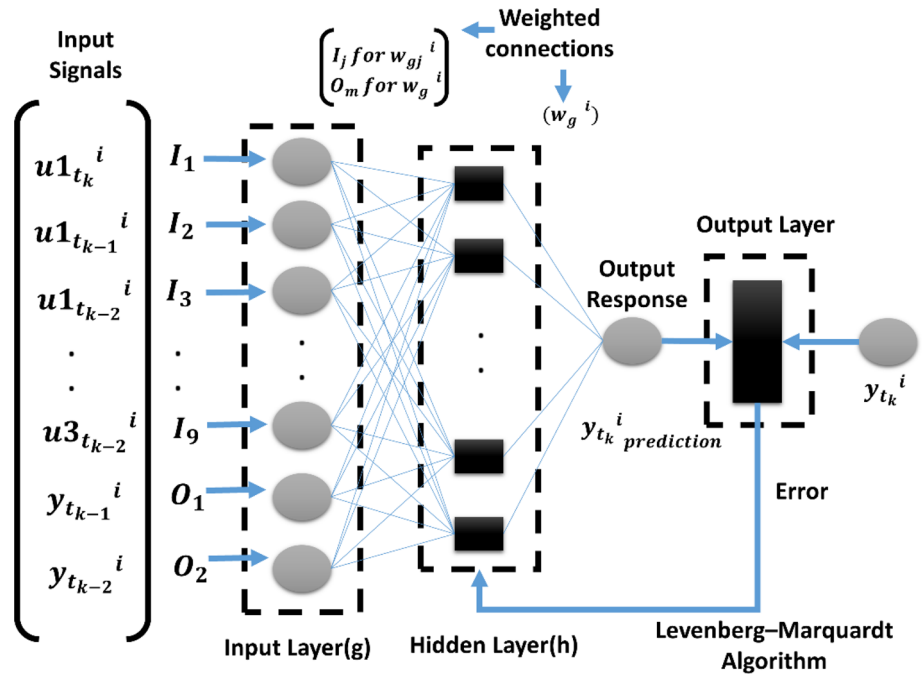 Input
Signals
Weighted
connections
I_j for w_gj^i
O_m for w_g^i
(w_g^i)
u1_{t_k}^i
I_1
u1_{t_{k-1}}^i
I_2
u1_{t_{k-2}}^i
I_3
u3_{t_{k-2}}^i
I_9
y_{t_{k-1}}^i
O_1
y_{t_{k-2}}^i
O_2
Input Layer(g)
Hidden Layer(h)
Output
Response
y_{t_k}^i prediction
Output Layer
y_{t_k}^i
Error
Levenberg–Marquardt
Algorithm